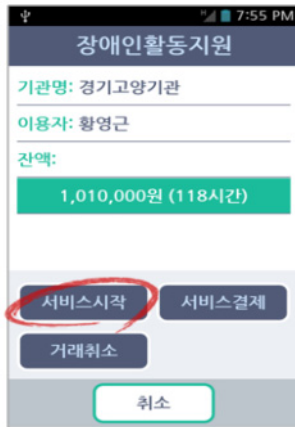 7:55 PM
장애인활동지원
기관명: 경기고양기관
이용자: 황영근
잔액:
1,010,000원 (118시간)
서비스시작 서비스결제
거래취소
취소